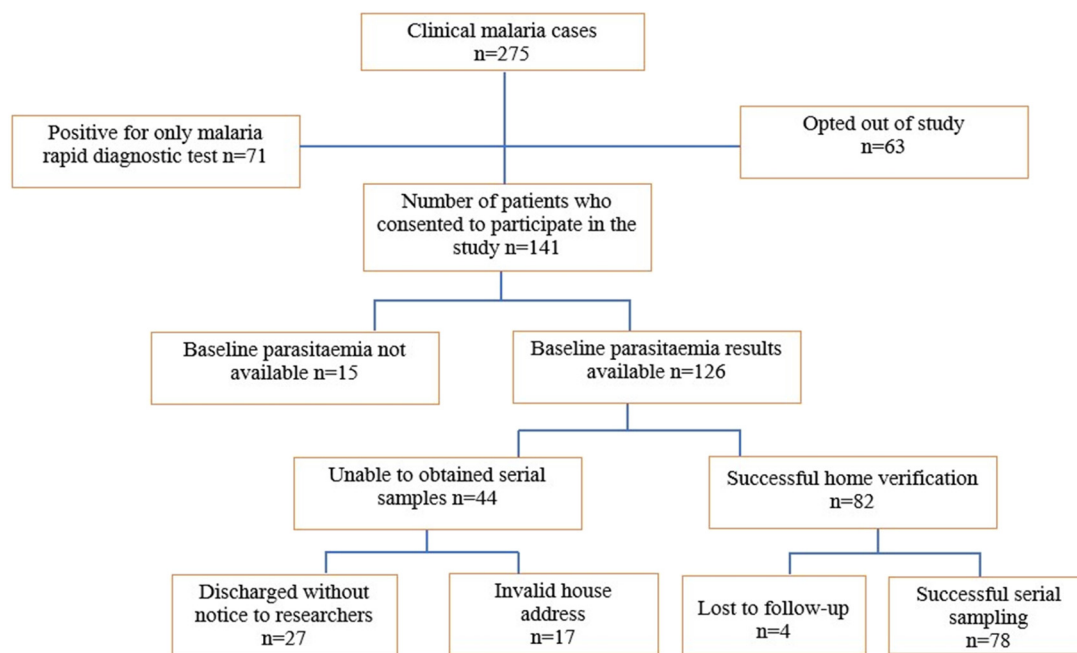 Clinical malaria cases
n=275
Positive for only malaria
rapid diagnostic test n=71
Opted out of study
n=63
Number of patients who
consented to participate in the
study n=141
Baseline parasitaemia not
available n=15
Baseline parasitaemia results
available n=126
Unable to obtained serial
samples n=44
Successful home verification
n=82
Discharged without
notice to researchers
n=27
Invalid house
address
n=17
Lost to follow-up
n=4
Successful serial
sampling
n=78